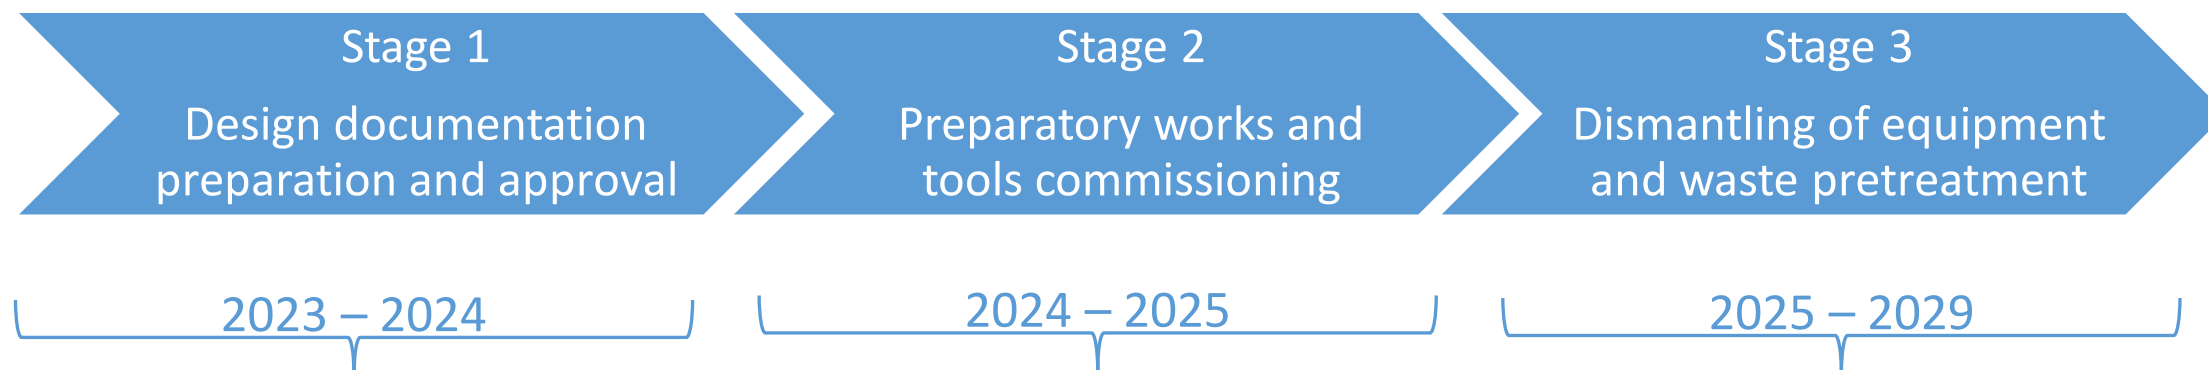 Stage 1
Design documentation
preparation and approval
Stage 2
Preparatory works and
tools commissioning
Stage 3
Dismantling of equipment
and waste pretreatment
2023 – 2024
2024 – 2025
2025 – 2029